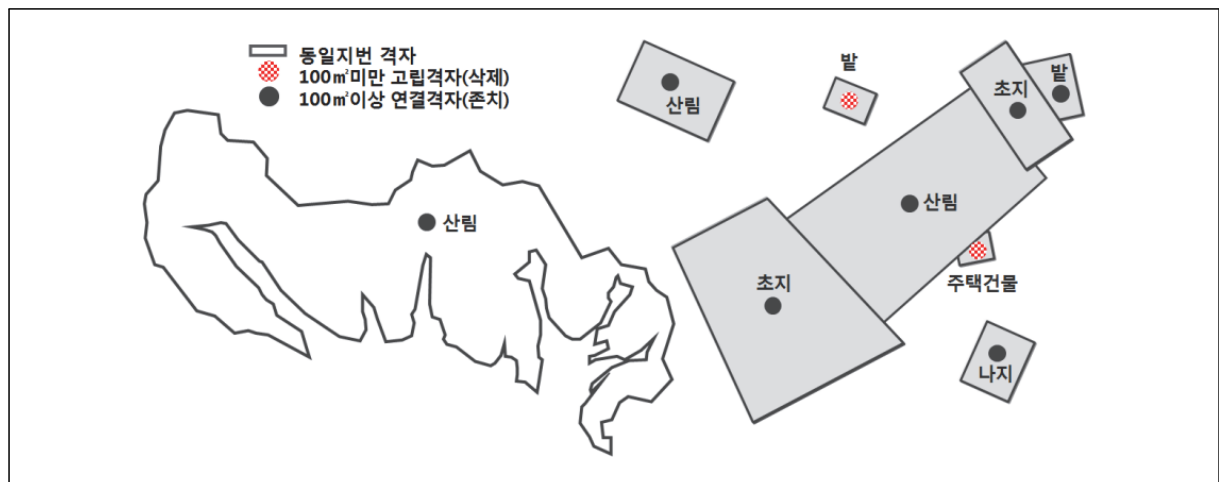 동일지번 격자
100㎡미만 고립격자(삭제)
100㎡이상 연결격자(존치)
산림
밭
초지
밭
산림
산림
초지
주택건물
나지